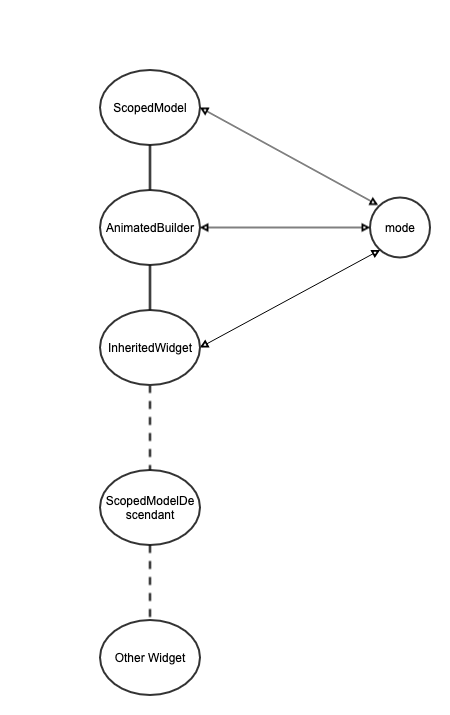 ScopedModel
AnimatedBuilder
mode
InheritedWidget
ScopedModelDe
scendant
Other Widget